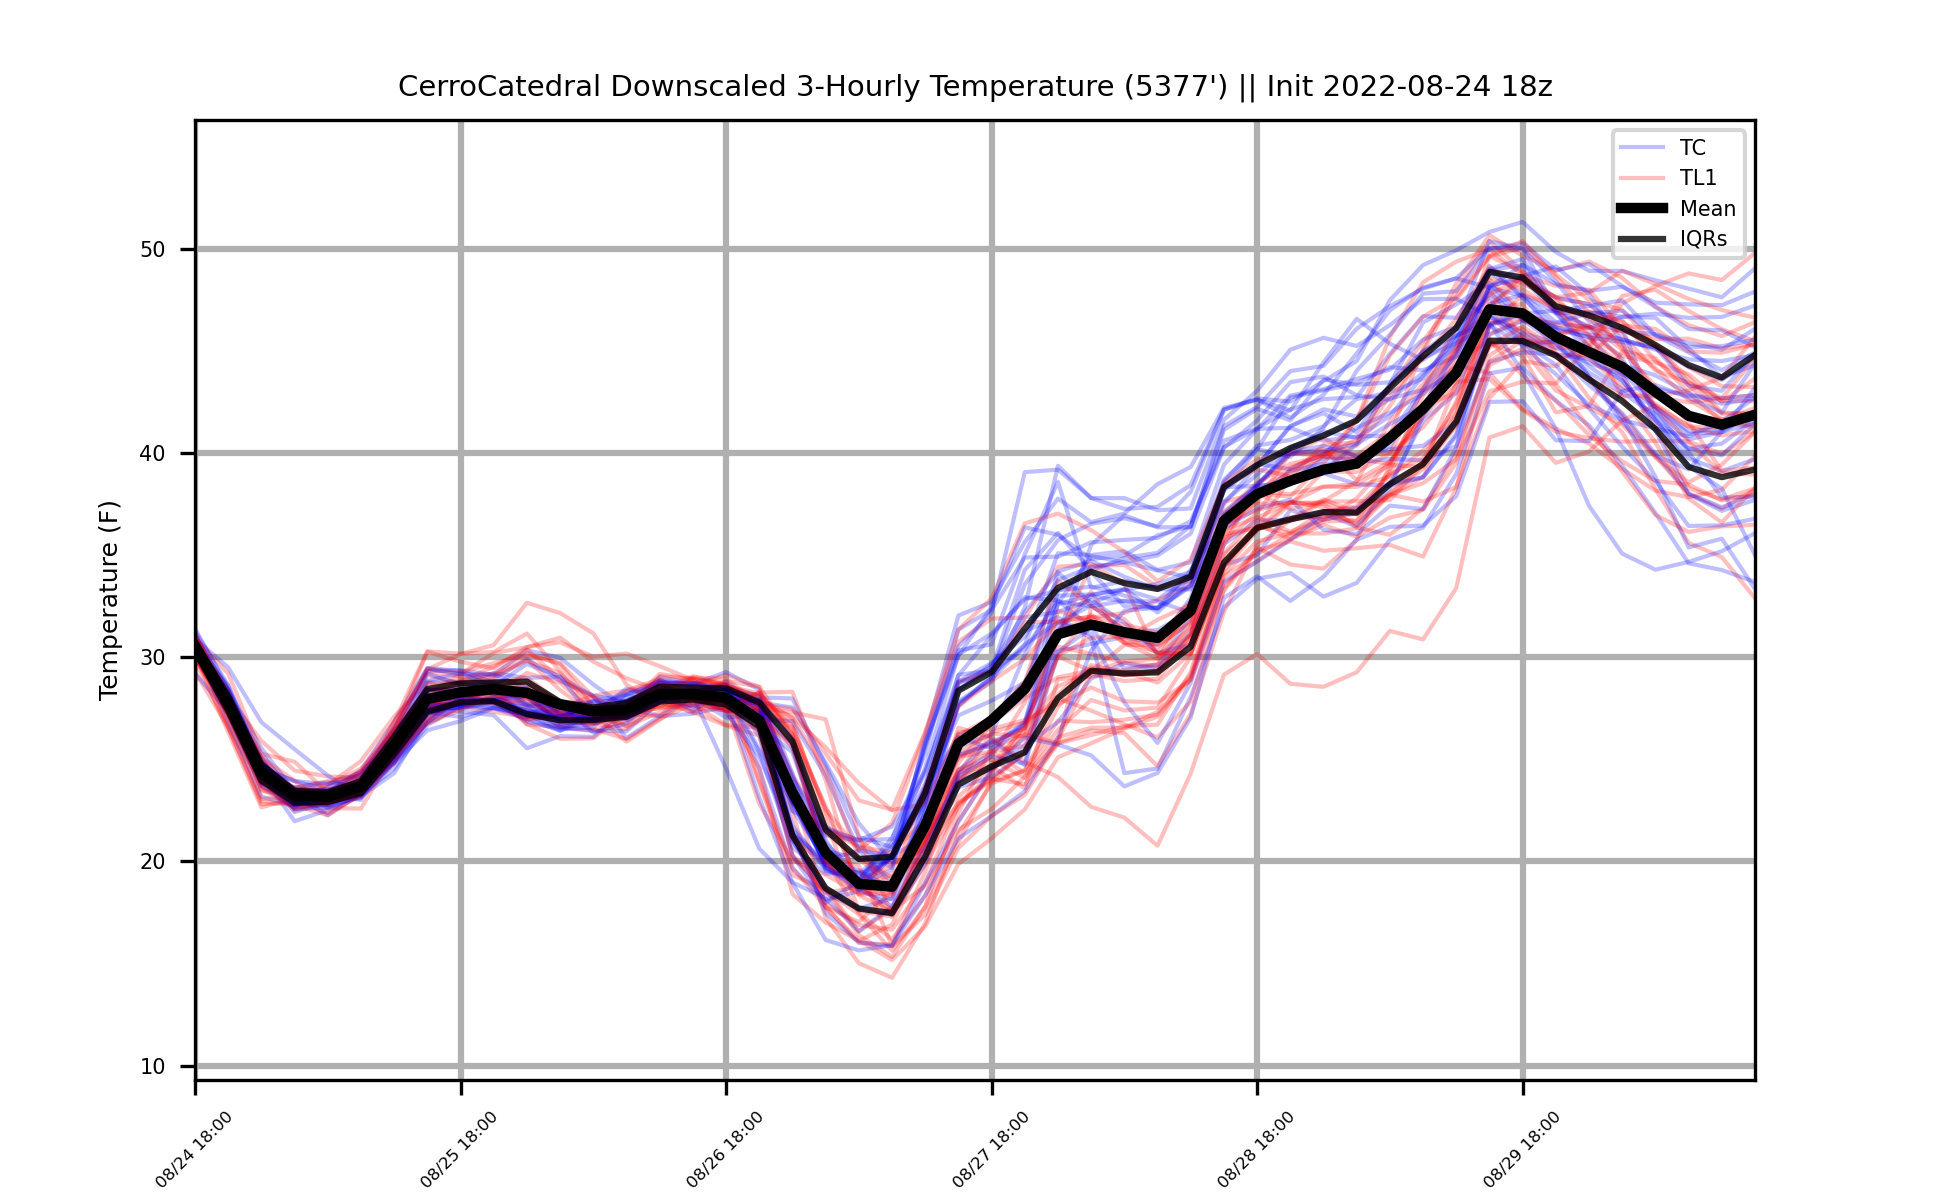 CerroCatedral Downscaled 3-Hourly Temperature (5377') || Init 2022-08-24 18z
TC
TL1
Mean
IQRs
Temperature (F)
50
40
30
20
10
08/24 18:00
08/25 18:00
08/26 18:00
08/27 18:00
08/28 18:00
08/29 18:00